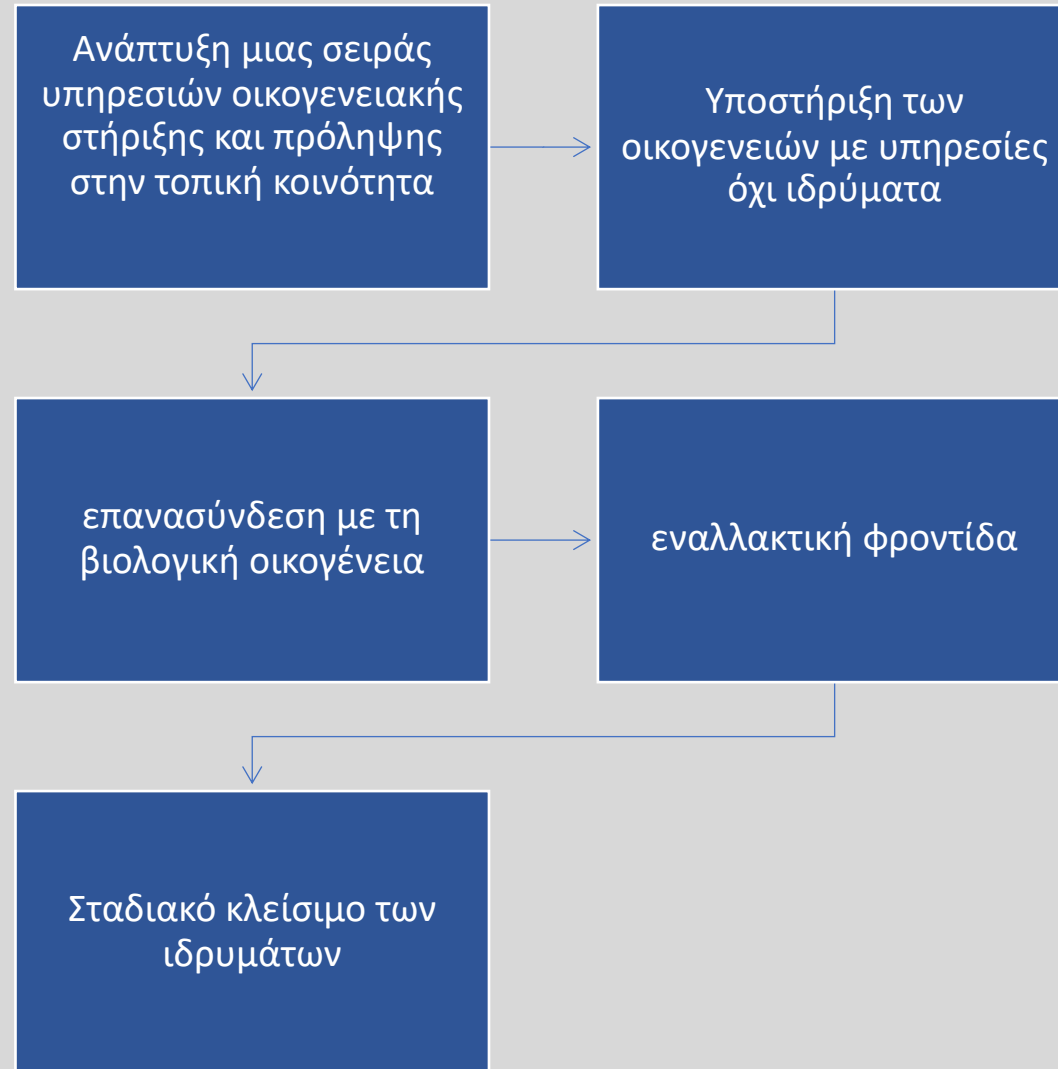 Ανάπτυξη μιας σειράς
υπηρεσιών οικογενειακής
στήριξης και πρόληψης
στην τοπική κοινότητα
Υποστήριξη των
οικογενειών με υπηρεσίες
όχι ιδρύματα
επανασύνδεση με τη
βιολογική οικογένεια
εναλλακτική φροντίδα
Σταδιακό κλείσιμο των
ιδρυμάτων